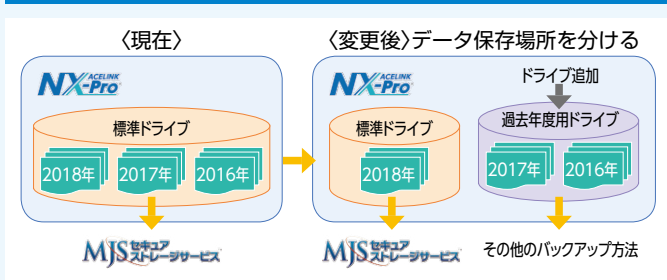 〈現在〉
〈変更後〉データ保存場所を分ける
ACELINK
NX-Pro
標準ドライブ
2018年
2017年
2016年
MJSセキュア
ストレージサービス
ACELINK
NX-Pro
ドライブ追加
標準ドライブ
過去年度用ドライブ
2018年
2017年
2016年
MJSセキュア
ストレージサービス
その他のバックアップ方法